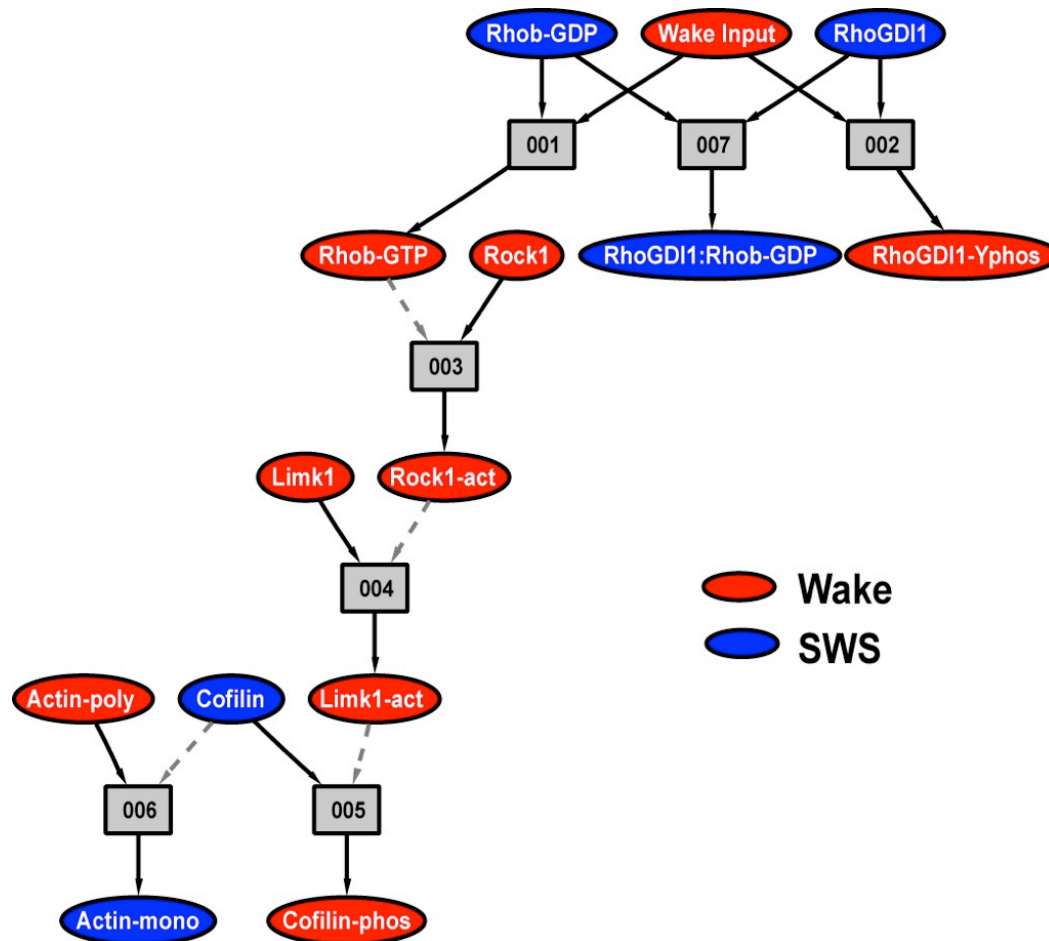 Rhob-GDP
Wake Input
RhoGDI1
001
007
002
Rhob-GTP
Rock1
RhoGDI1:Rhob-GDP
RhoGDI1-Yphos
003
Limk1
Rock1-act
004
Wake
SWS
Actin-poly
Cofilin
Limk1-act
006
005
Actin-mono
Cofilin-phos